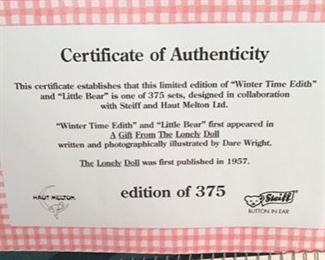 Certificate of Authenticity
This certificate establishes that this limited edition of "Winter Time Edith"
and "Little Bear" is one of 375 sets, designed in collaboration
with Steiff and Haut Melton Ltd.
"Winter Time Edith" and "Little Bear" first appeared in
A Gift From The Lonely Doll
written and photographically illustrated by Dare Wright.
The Lonely Doll was first published in 1957.
edition of 375
HAUT MELTON
Steiff
BUTTON IN EAR